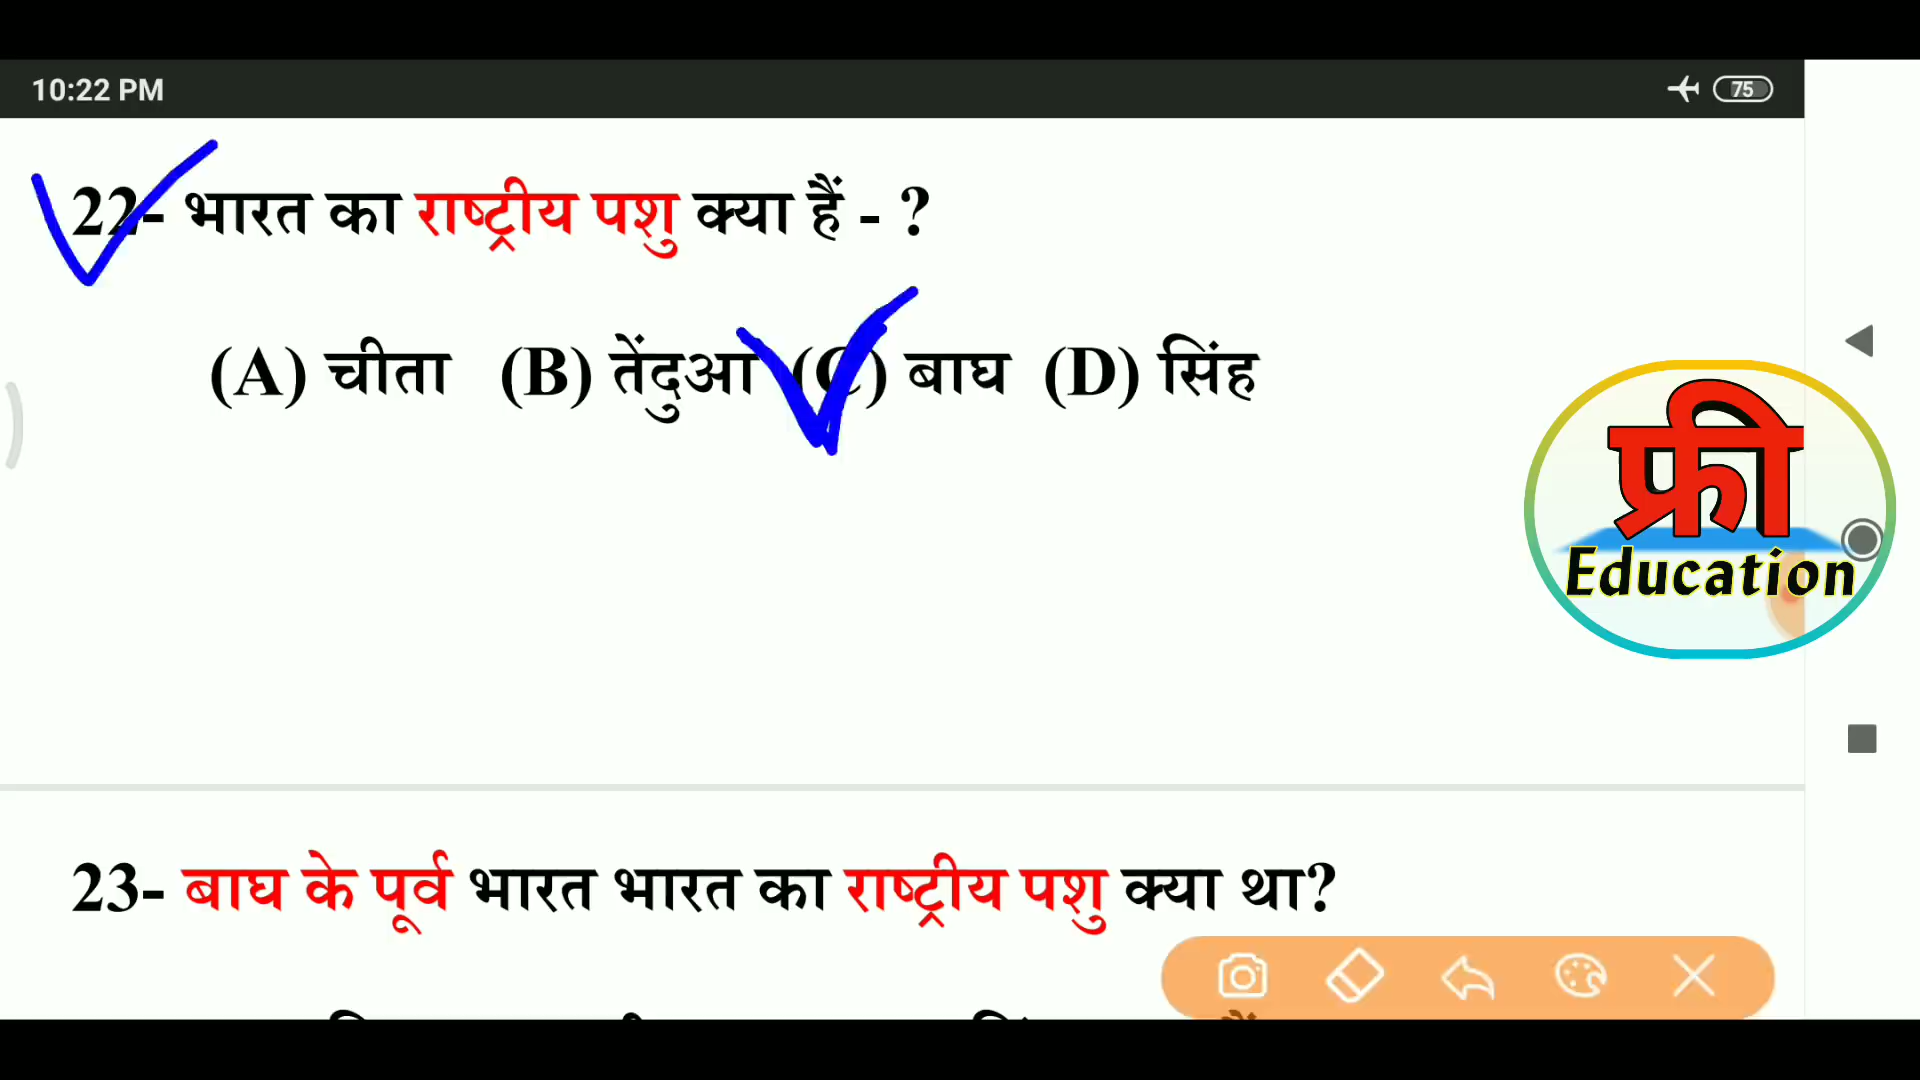 10:22 PM
75
22- भारत का राष्ट्रीय पशु क्या हैं - ?
(A) चीता (B) तेंदुआ (C) बाघ (D) सिंह
फ्री
Education
23- बाघ के पूर्व भारत भारत का राष्ट्रीय पशु क्या था?